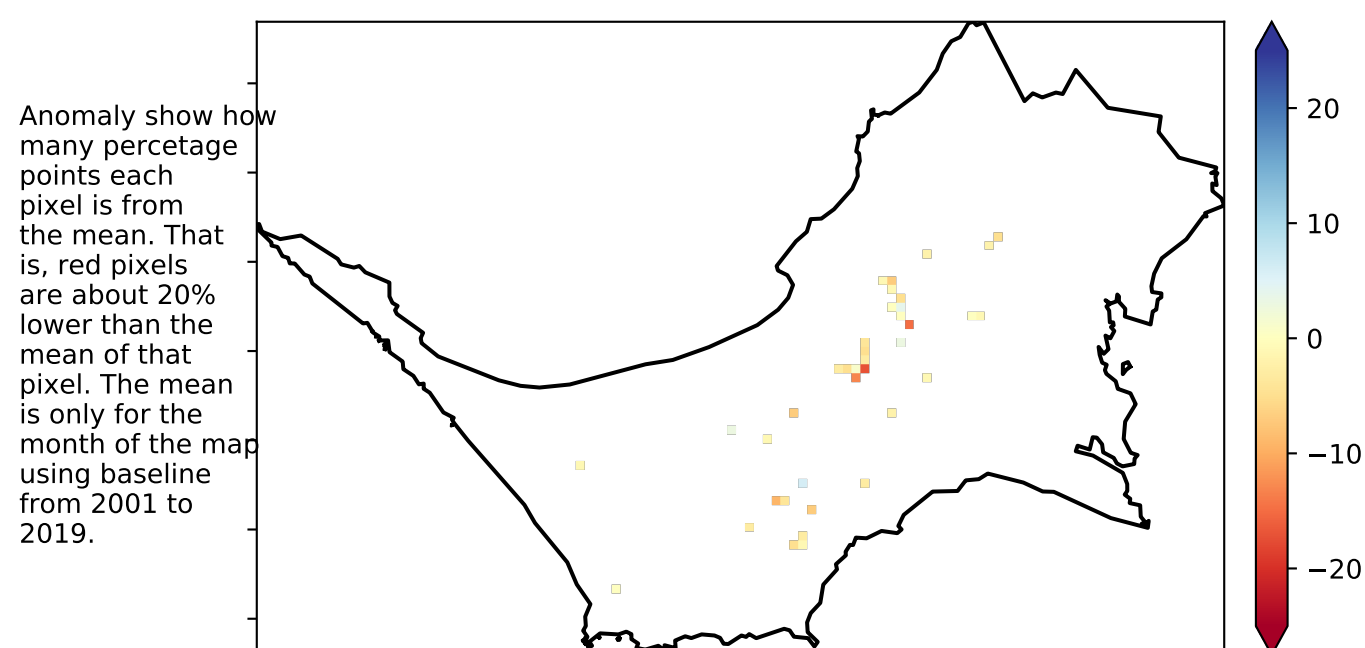 Anomaly show how
many percetage
points each
pixel is from
the mean. That
is, red pixels
are about 20%
lower than the
mean of that
pixel. The mean
is only for the
month of the map
using baseline
from 2001 to
2019.
20
10
0
−10
−20